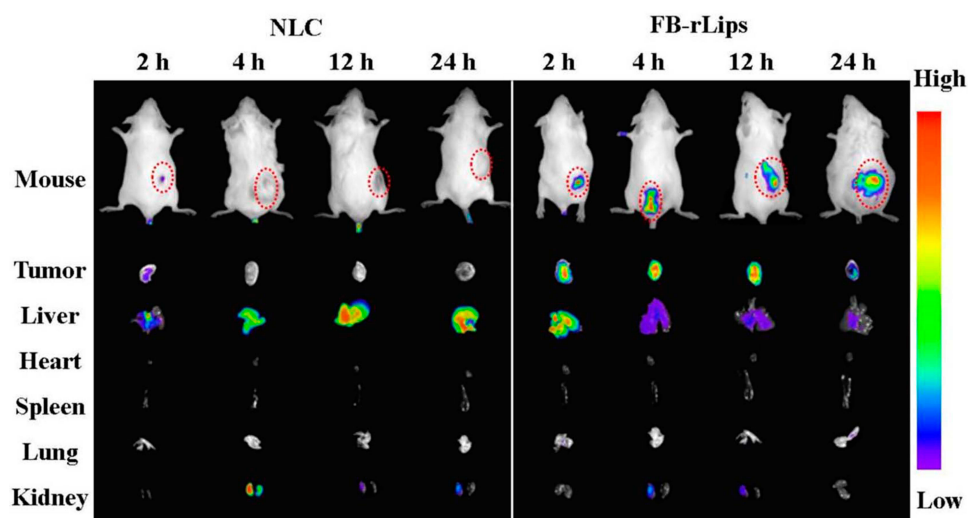 NLC FB-rLips
2 h 4 h 12 h 24 h 2 h 4 h 12 h 24 h
High
Mouse
Tumor
Liver
Heart
Spleen
Lung
Kidney
Low